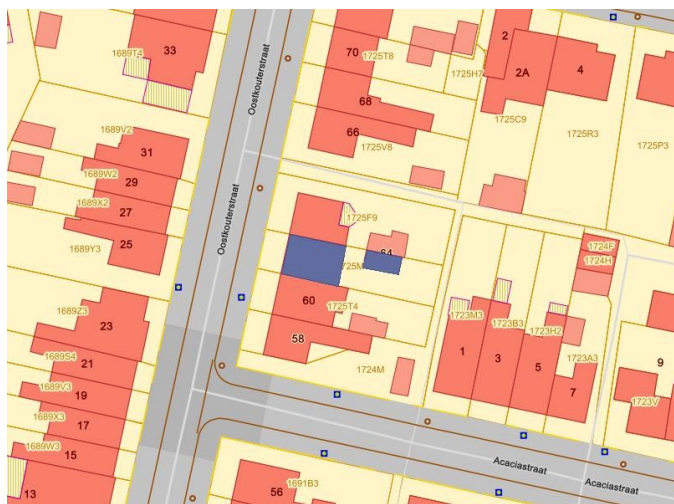 2
70
1689T4
33
1725T8
1725H7
2A
4
68
1725C9
1725R3
1725P3
66
1725V8
1689V2
31
1689W2
29
1689X2
27
Oostkouterstraat
1725F9
25
1689Y3
Oostkouterstraat
64
1724F
1724H
1689Z3
23
60
1725T4
1723M3
1723B3
1723H2
58
1724M
1
3
5
7
1723A3
9
1723V
1689S4
21
1689V3
19
1689X3
17
1689W3
15
13
Acaciastraat
Acaciastraat
1691B3
56